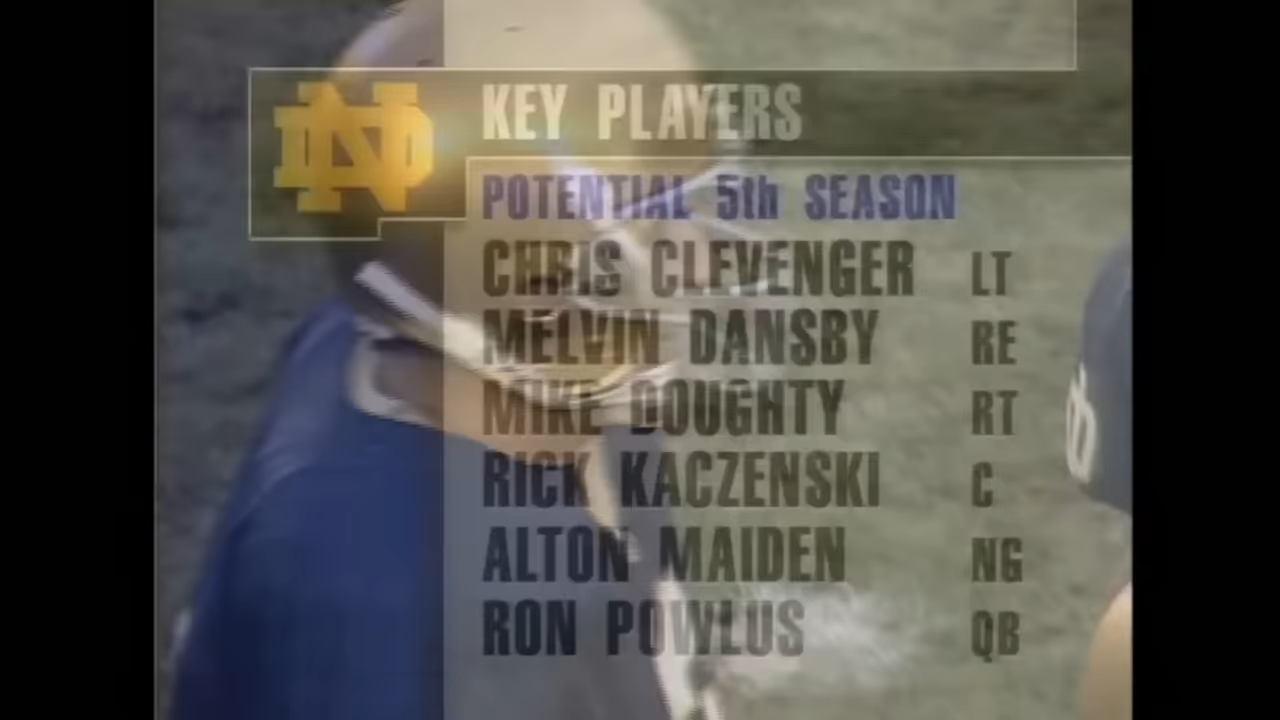 ND
KEY PLAYERS
POTENTIAL 5th SEASON
CHRIS CLEVENGER LT
MELVIN DANSBY RE
MIKE DOUGHTY RT
RICK KACZENSKI C
ALTON MAIDEN NG
RON POWLUS QB